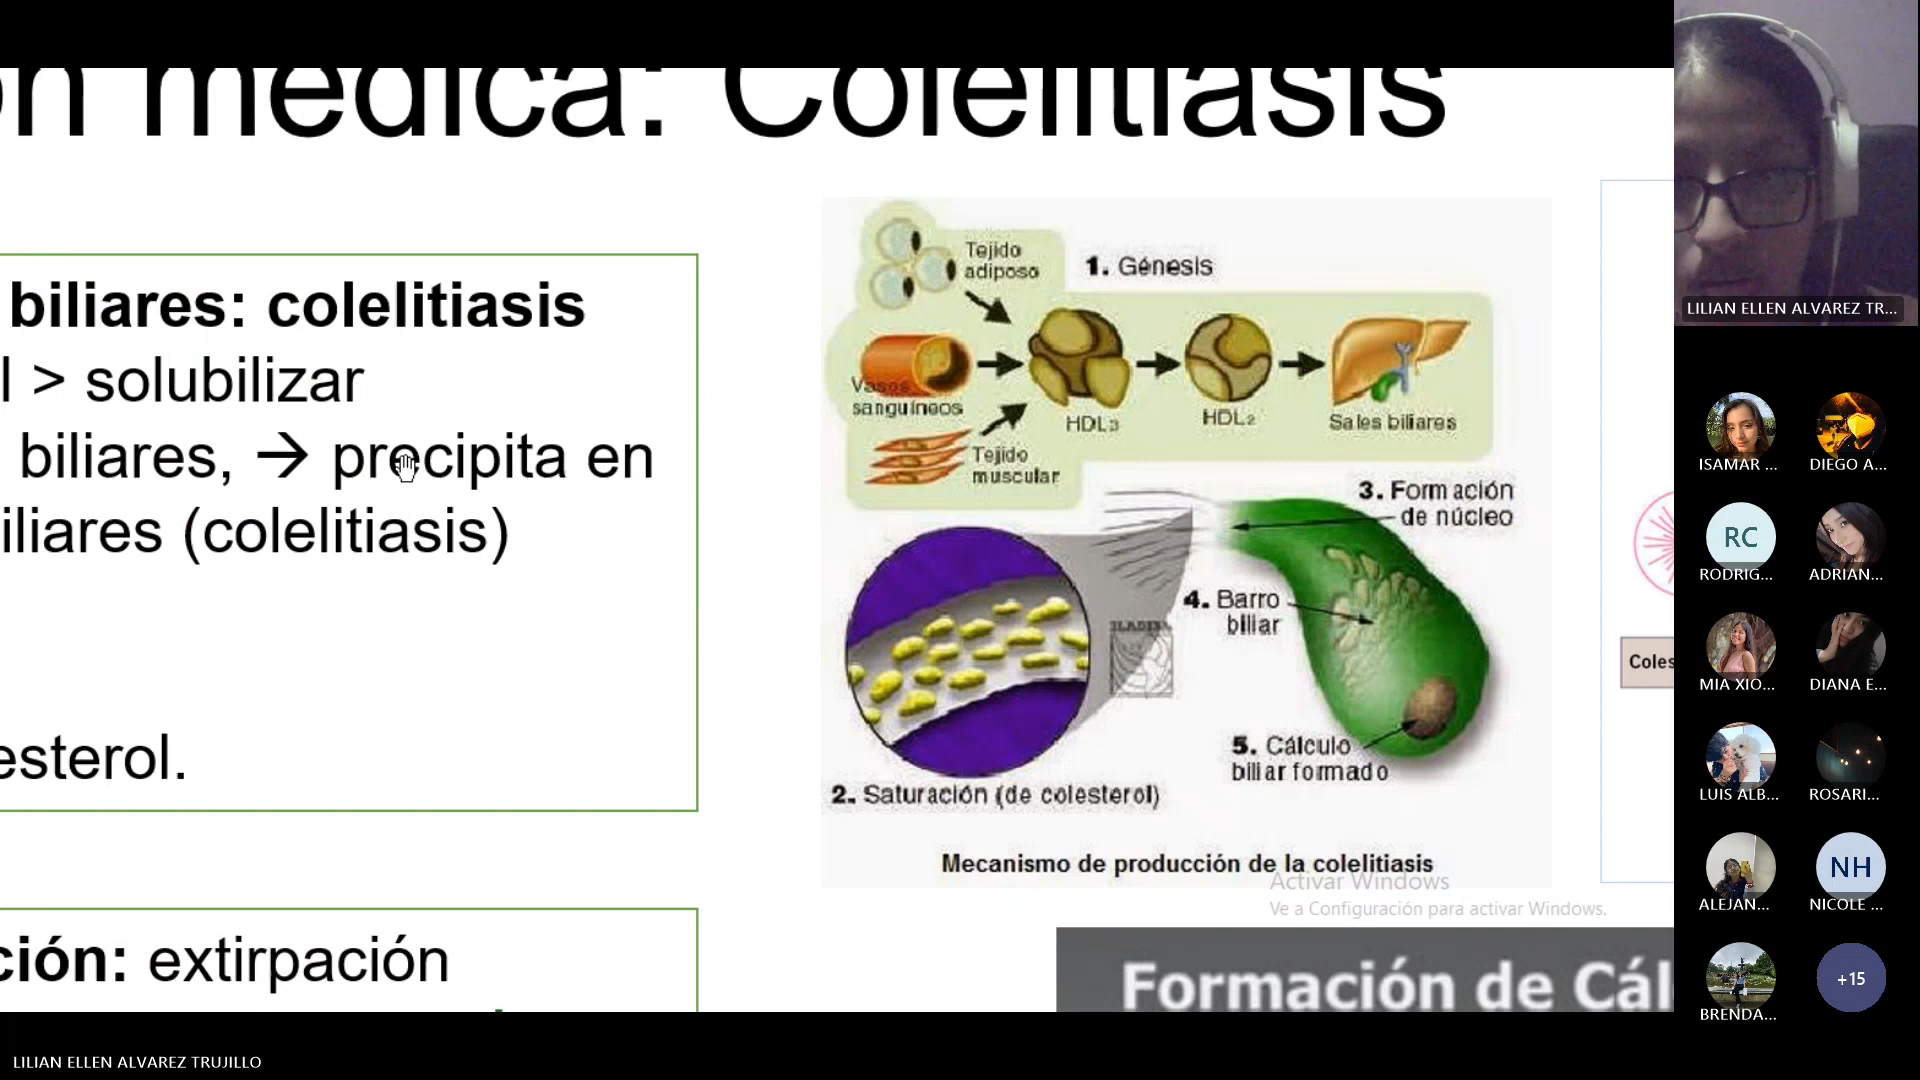 ón médica: Colelitiasis
biliares: colelitiasis
l > solubilizar
biliares, → precipita en
iliares (colelitiasis)
esterol.
ción: extirpación
Tejido
adiposo
1. Génesis
Vasos
sanguíneos
HDL3
HDL2
Sales biliares
Tejido
muscular
3. Formación
de núcleo
4. Barro
biliar
5. Cálculo
biliar formado
2. Saturación (de colesterol)
Mecanismo de producción de la colelitiasis
Activar Windows
Ve a Configuración para activar Windows.
Formación de Cál
Coles
LILIAN ELLEN ALVAREZ TR...
ISAMAR ...
DIEGO A...
RC
RODRIG...
ADRIAN...
MIA XIO...
DIANA E...
LUIS ALB...
ROSARI...
ALEJAN...
NH
NICOLE ...
BRENDA...
+15
LILIAN ELLEN ALVAREZ TRUJILLO